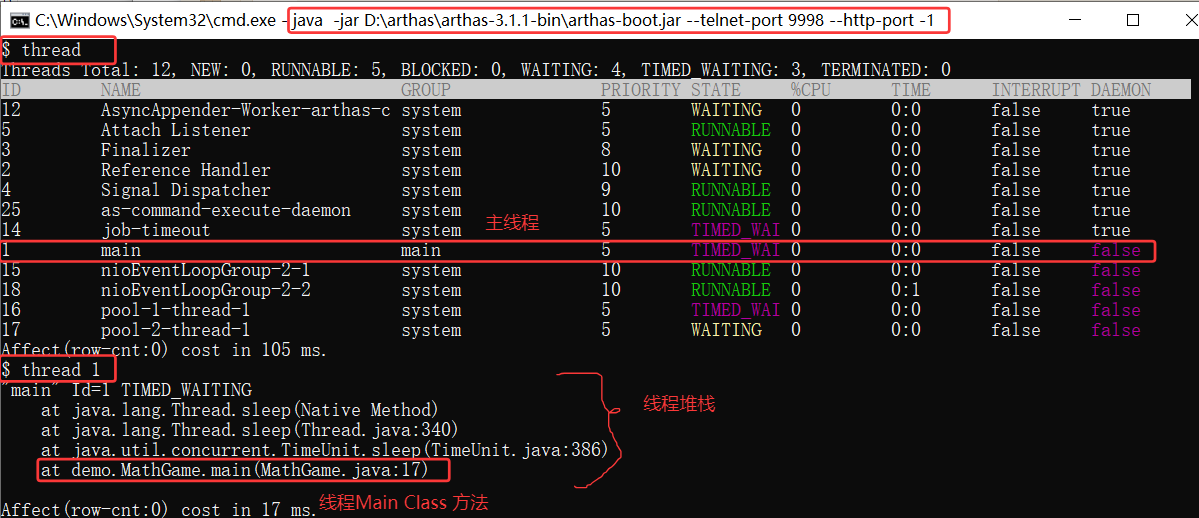 C:\Windows\System32\cmd.exe - java  -jar D:\arthas\arthas-3.1.1-bin\arthas-boot.jar --telnet-port 9998 --http-port -1
$ thread
Threads Total: 12, NEW: 0, RUNNABLE: 5, BLOCKED: 0, WAITING: 4, TIMED_WAITING: 3, TERMINATED: 0
ID NAME GROUP PRIORITY STATE %CPU TIME INTERRUPT DAEMON
12 AsyncAppender-Worker-arthas-c system 5 WAITING 0 0:0 false true
5 Attach Listener system 5 RUNNABLE 0 0:0 false true
3 Finalizer system 8 WAITING 0 0:0 false true
2 Reference Handler system 10 WAITING 0 0:0 false true
4 Signal Dispatcher system 9 RUNNABLE 0 0:0 false true
25 as-command-execute-daemon system 10 RUNNABLE 0 0:0 false true
主线程
14 job-timeout system 5 TIMED_WAI 0 0:0 false true
1 main main 5 TIMED_WAI 0 0:0 false false
15 nioEventLoopGroup-2-1 system 10 RUNNABLE 0 0:0 false false
18 nioEventLoopGroup-2-2 system 10 RUNNABLE 0 0:1 false false
16 pool-1-thread-1 system 5 TIMED_WAI 0 0:0 false false
17 pool-2-thread-1 system 5 WAITING 0 0:0 false false
Affect(row-cnt:0) cost in 105 ms.
$ thread 1
"main" Id=1 TIMED_WAITING
at java.lang.Thread.sleep(Native Method)
线程堆栈
at java.lang.Thread.sleep(Thread.java:340)
at java.util.concurrent.TimeUnit.sleep(TimeUnit.java:386)
at demo.MathGame.main(MathGame.java:17)
线程Main Class 方法
Affect(row-cnt:0) cost in 17 ms.